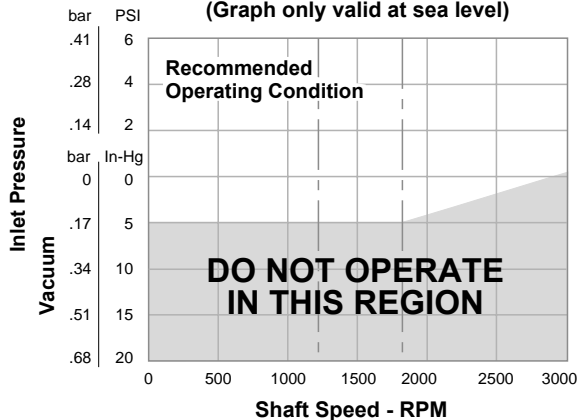 (Graph only valid at sea level)
bar PSI
.41 6
Recommended
Operating Condition
.28 4
.14 2
Inlet Pressure
bar In-Hg
0 0
Vacuum
.17 5
.34 10
DO NOT OPERATE
IN THIS REGION
.51 15
.68 20
0 500 1000 1500 2000 2500 3000
Shaft Speed - RPM